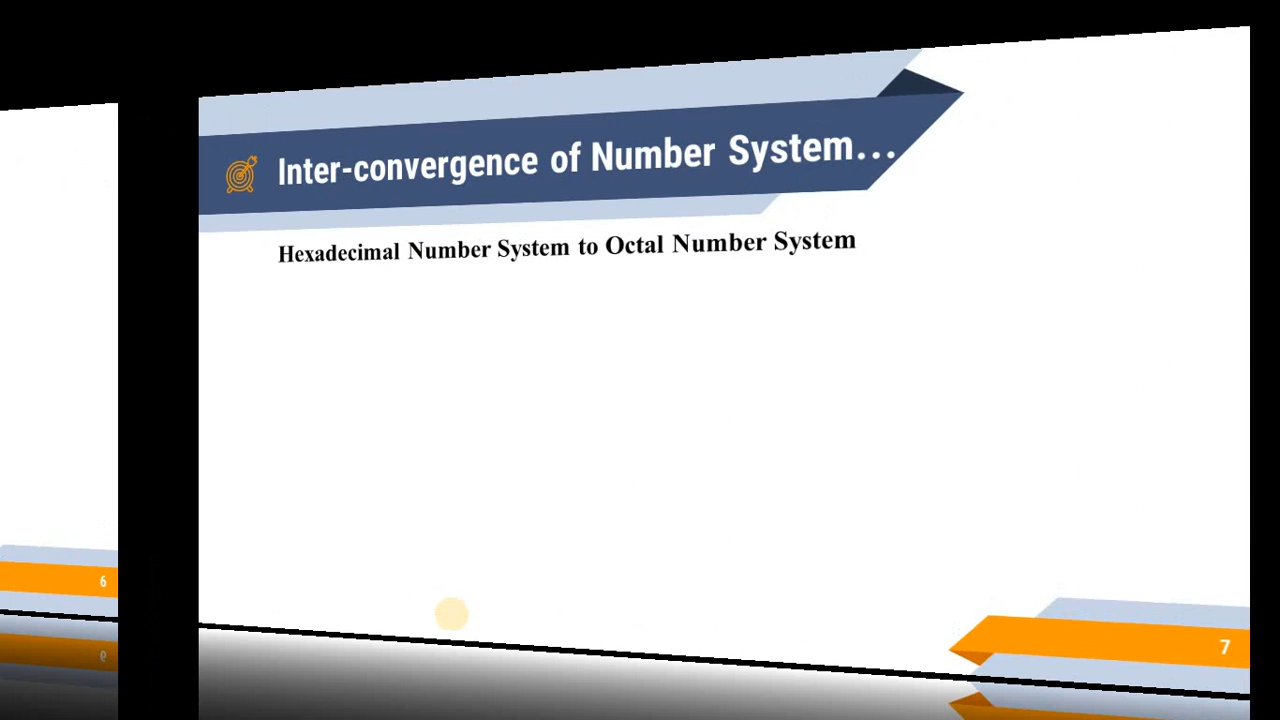 Inter-convergence of Number System...
Hexadecimal Number System to Octal Number System
6
7